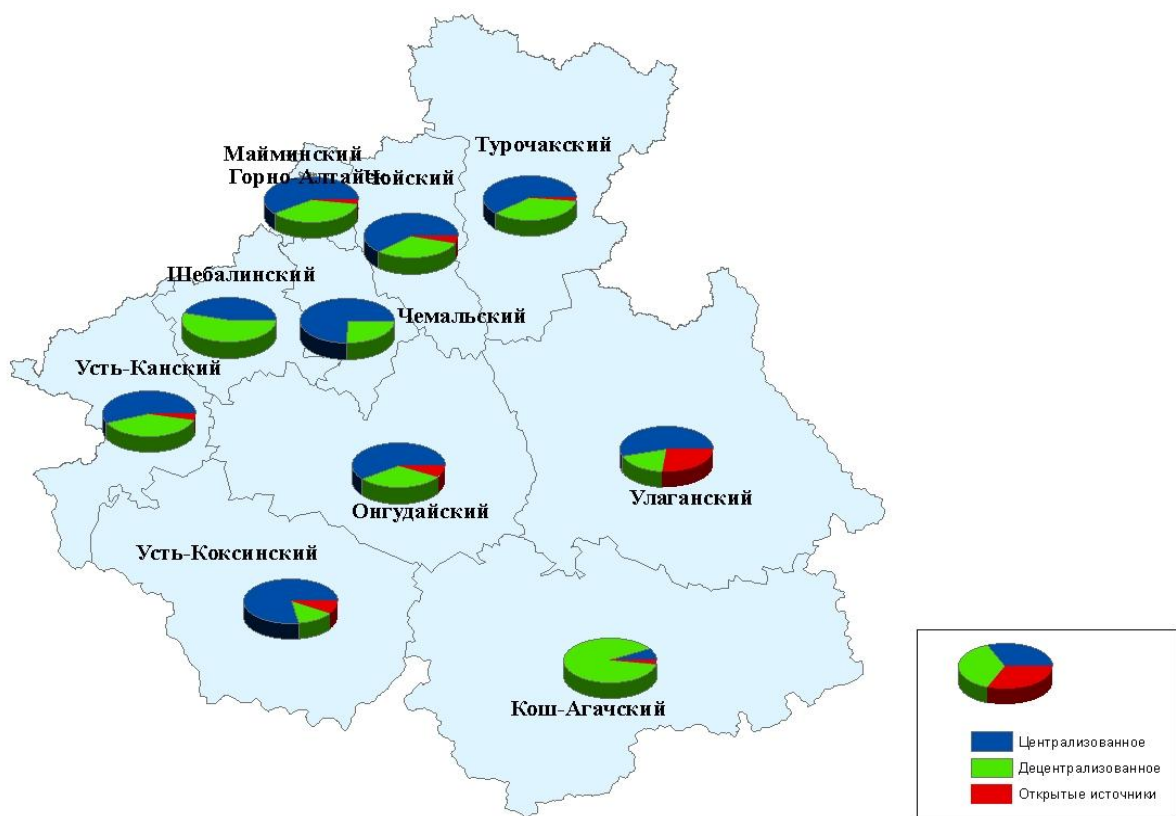 Турочакский
Майминский
Горно-Алтайск
Чойский
Шебалинский
Чемальский
Усть-Канский
Улаганский
Онгудайский
Усть-Коксинский
Кош-Агачский
Централизованное
Децентрализованное
Открытые источники